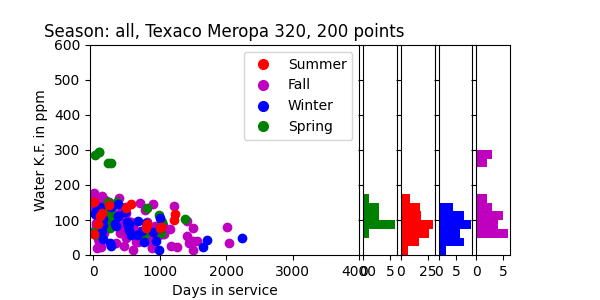 Season: all, Texaco Meropa 320, 200 points
Water K.F. in ppm
600
500
400
300
200
100
0
Summer
Fall
Winter
Spring
0 1000 2000 3000 4000 5 0 25 0 5 0 5
Days in service